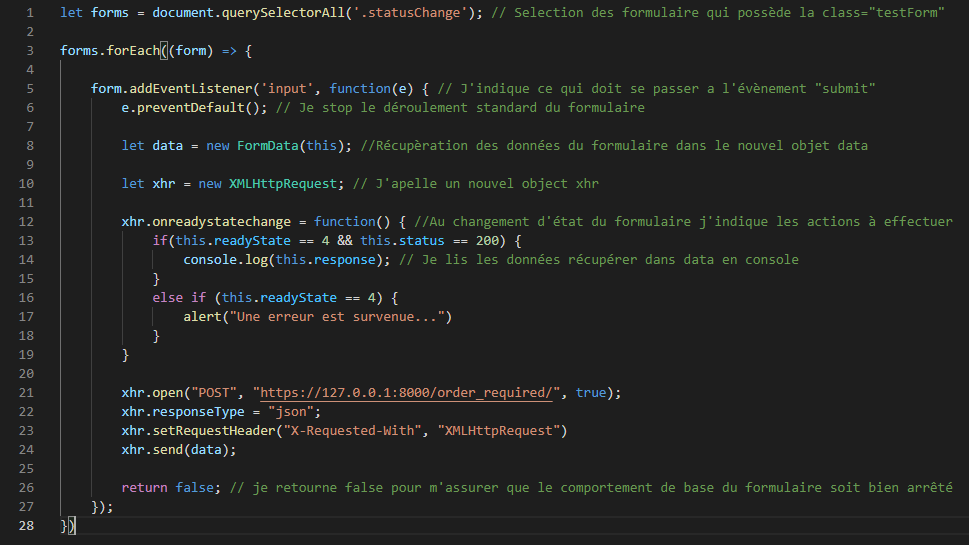 1 let forms = document.querySelectorAll('.statusChange'); // Selection des formulaire qui possède la class="testForm"
2
3 forms.forEach((form) => {
4
5 form.addEventListener('input', function(e) { // J'indique ce qui doit se passer a l'évènement "submit"
6 e.preventDefault(); // Je stop le déroulement standard du formulaire
7
8 let data = new FormData(this); //Récupèration des données du formulaire dans le nouvel objet data
9
10 let xhr = new XMLHttpRequest; // J'apelle un nouvel object xhr
11
12 xhr.onreadystatechange = function() { //Au changement d'état du formulaire j'indique les actions à effectuer
13 if(this.readyState == 4 && this.status == 200) {
14 console.log(this.response); // Je lis les données récupérer dans data en console
15 }
16 else if (this.readyState == 4) {
17 alert("Une erreur est survenue...")
18 }
19 }
20
21 xhr.open("POST", "https://127.0.0.1:8000/order_required/", true);
22 xhr.responseType = "json";
23 xhr.setRequestHeader("X-Requested-With", "XMLHttpRequest")
24 xhr.send(data);
25
26 return false; // je retourne false pour m'assurer que le comportement de base du formulaire soit bien arrêté
27 });
28 })